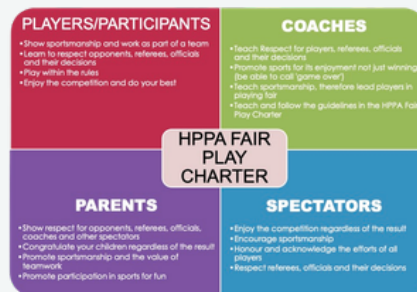 PLAYERS/PARTICIPANTS
•Show sportsmanship and work as part of a team
•Learn to respect opponents, referees, officials
and their decisions
•Play within the rules
•Enjoy the competition and do your best
COACHES
•Teach Respect for players, referees, officials
and their decisions
•Promote sports for its enjoyment not just winning
(be able to call 'game over')
•Teach sportsmanship, therefore lead players in
playing fair
•Teach and follow the guidelines in the HPPA Fair
Play Charter
HPPA FAIR
PLAY
CHARTER
PARENTS
•Show respect for opponents, referees, officials,
coaches and other spectators
•Congratulate your children regardless of the result
•Promote sportsmanship and the value of
teamwork
•Promote participation in sports for fun
SPECTATORS
•Enjoy the competition regardless of the result
•Encourage sportsmanship
•Honour and acknowledge the efforts of all
players
•Respect referees, officials and their decisions